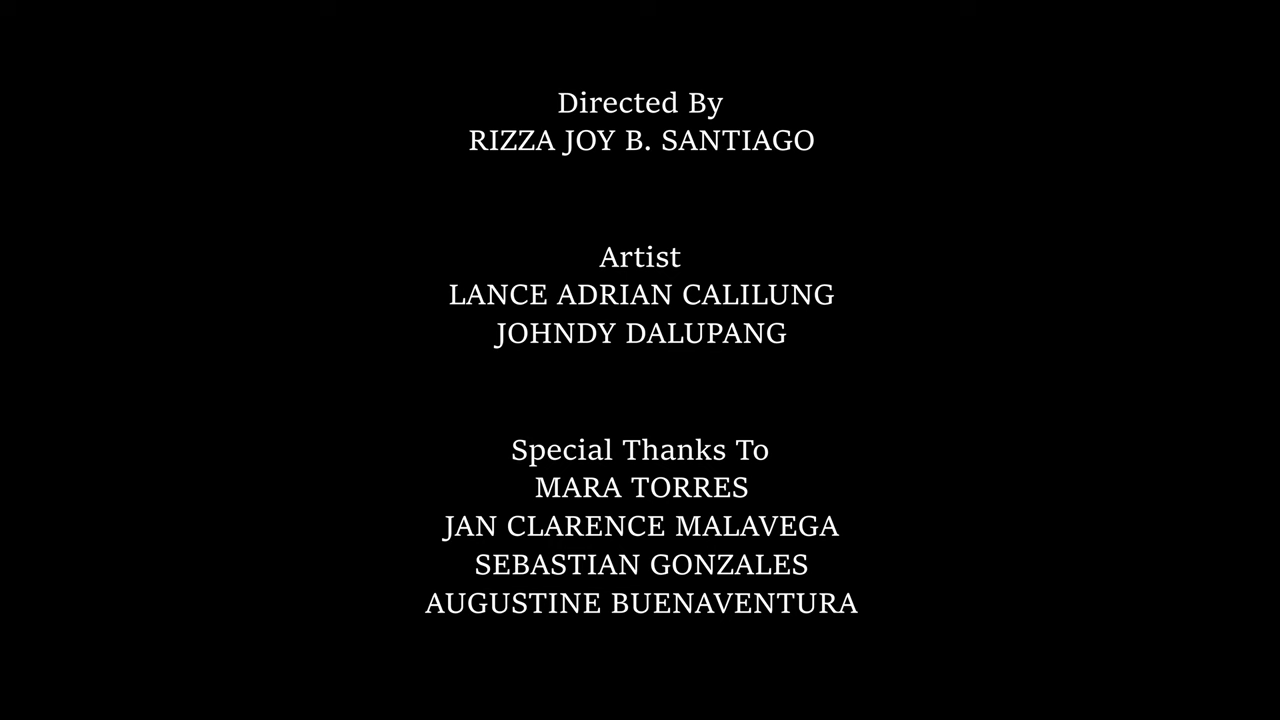 Directed By
RIZZA JOY B. SANTIAGO
Artist
LANCE ADRIAN CALILUNG
JOHNDY DALUPANG
Special Thanks To
MARA TORRES
JAN CLARENCE MALAVEGA
SEBASTIAN GONZALES
AUGUSTINE BUENAVENTURA